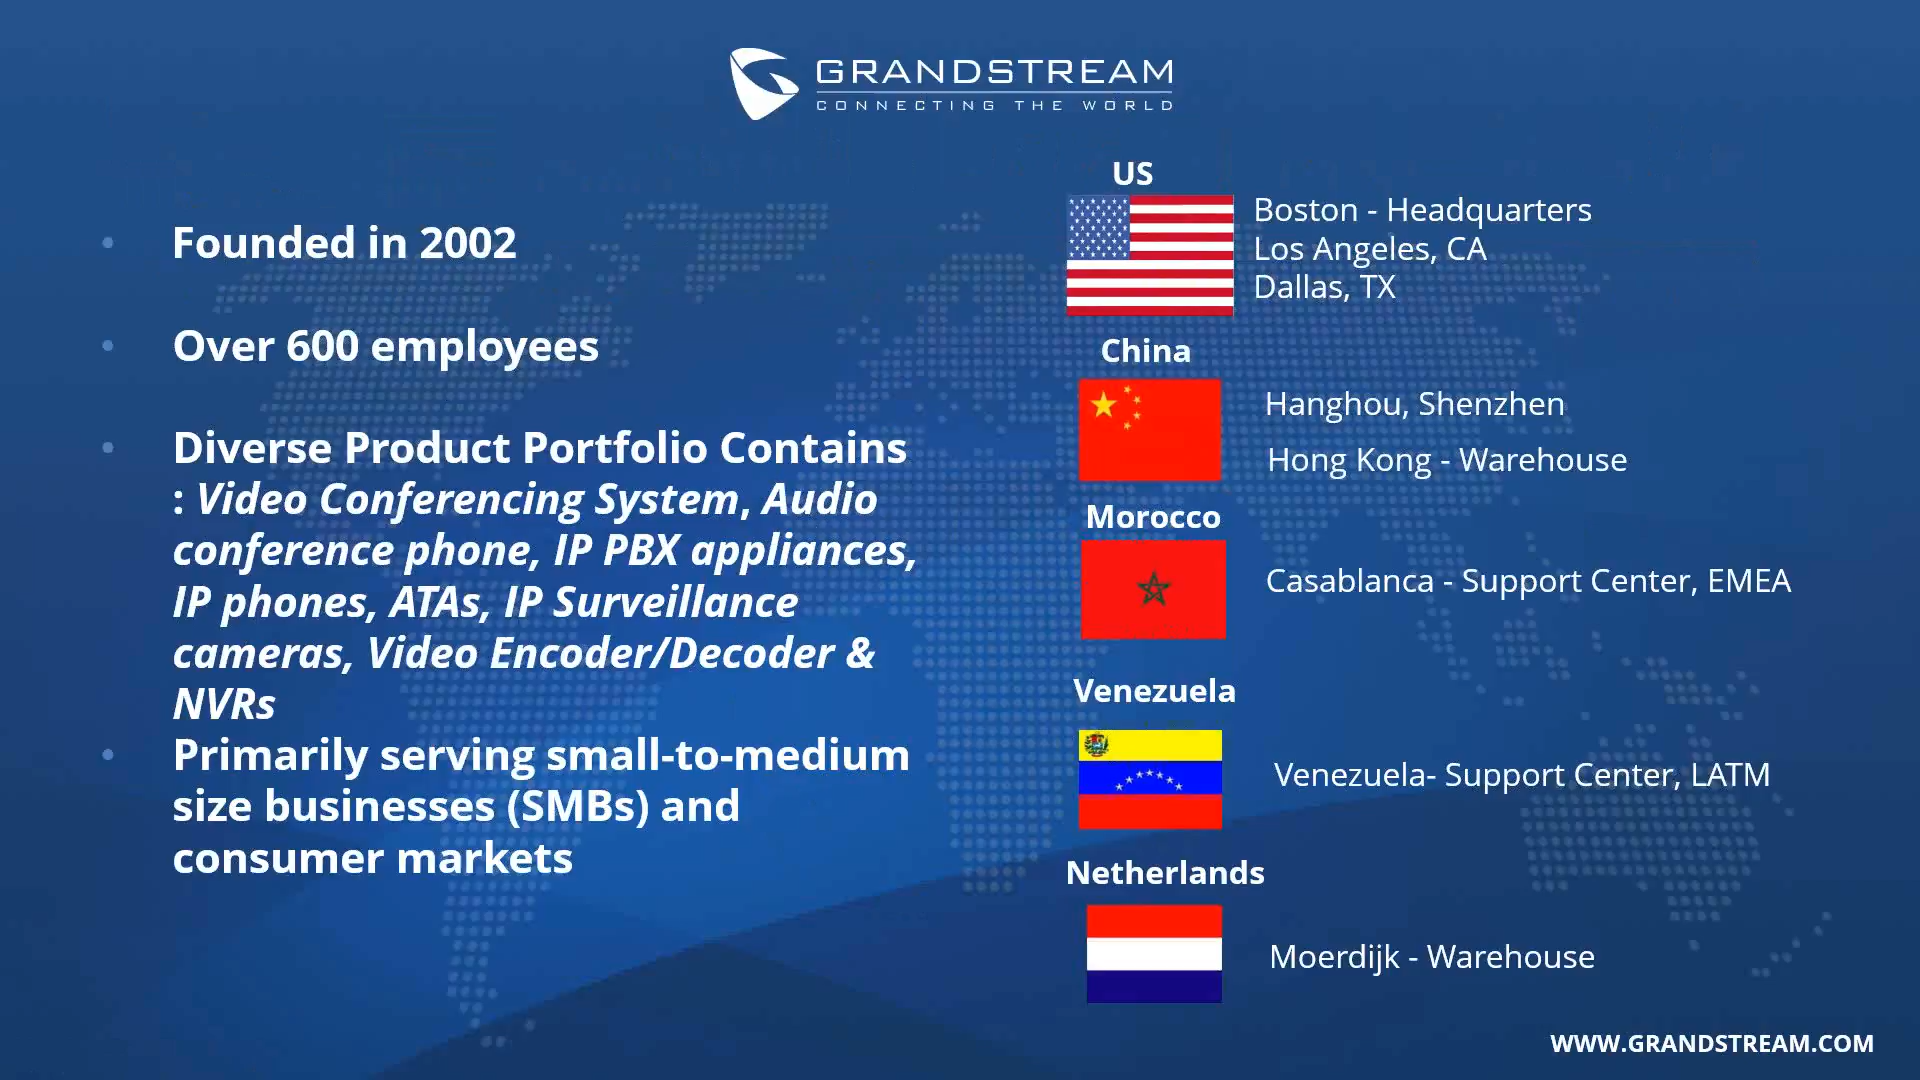 GRANDSTREAM
CONNECTING THE WORLD
Founded in 2002
Over 600 employees
Diverse Product Portfolio Contains
: Video Conferencing System, Audio
conference phone, IP PBX appliances,
IP phones, ATAs, IP Surveillance
cameras, Video Encoder/Decoder &
NVRs
Primarily serving small-to-medium
size businesses (SMBs) and
consumer markets
US
Boston - Headquarters
Los Angeles, CA
Dallas, TX
China
Hanghou, Shenzhen
Hong Kong - Warehouse
Morocco
Casablanca - Support Center, EMEA
Venezuela
Venezuela- Support Center, LATM
Netherlands
Moerdijk - Warehouse
WWW.GRANDSTREAM.COM